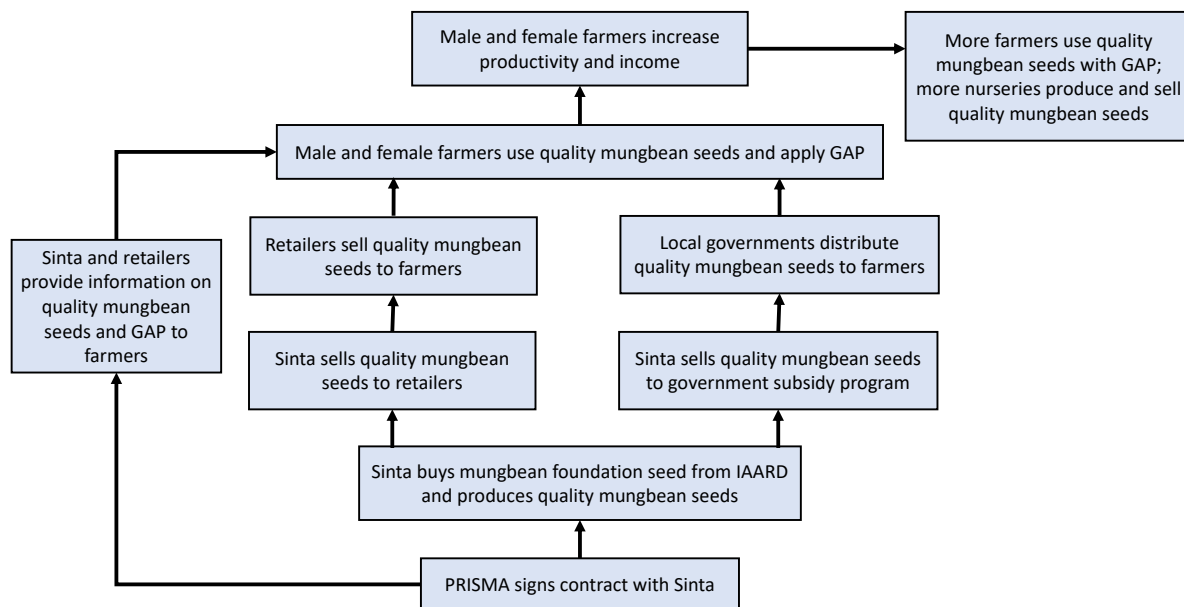 Male and female farmers increase
productivity and income
More farmers use quality
mungbean seeds with GAP;
more nurseries produce and sell
quality mungbean seeds
Male and female farmers use quality mungbean seeds and apply GAP
Sinta and retailers
provide information on
quality mungbean
seeds and GAP to
farmers
Retailers sell quality mungbean
seeds to farmers
Local governments distribute
quality mungbean seeds to farmers
Sinta sells quality mungbean
seeds to retailers
Sinta sells quality mungbean seeds
to government subsidy program
Sinta buys mungbean foundation seed from IAARD
and produces quality mungbean seeds
PRISMA signs contract with Sinta